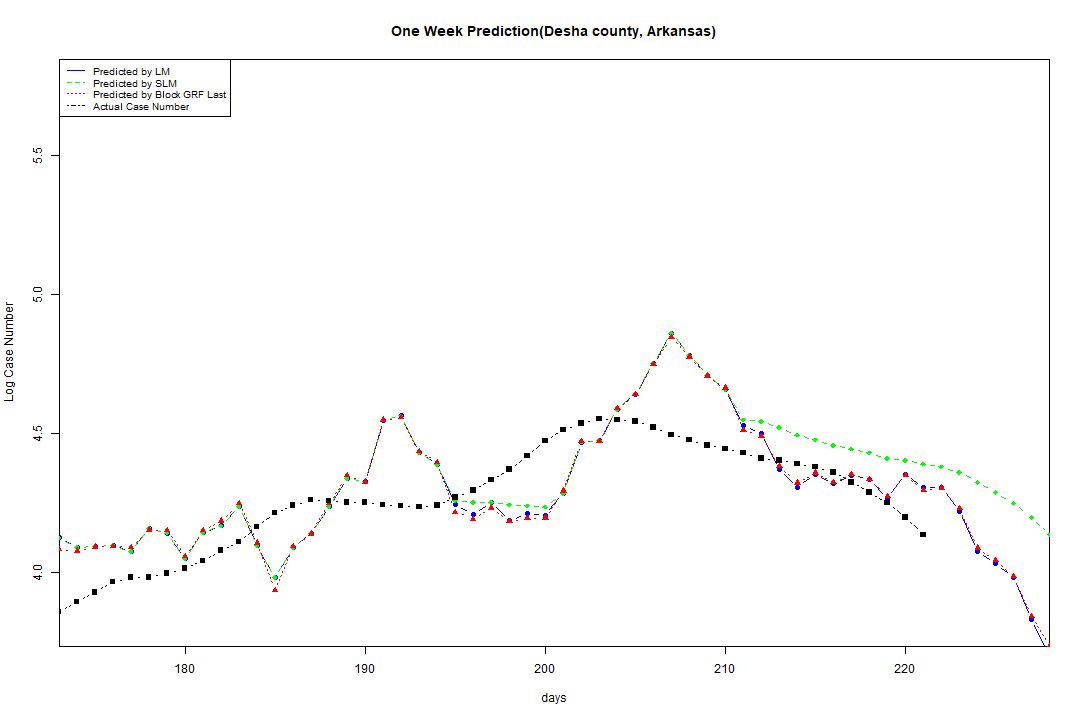 One Week Prediction(Desha county, Arkansas)
Predicted by LM
Predicted by SLM
Predicted by Block GRF Last
Actual Case Number
5.5
5.0
4.5
4.0
Log Case Number
180 190 200 210 220
days